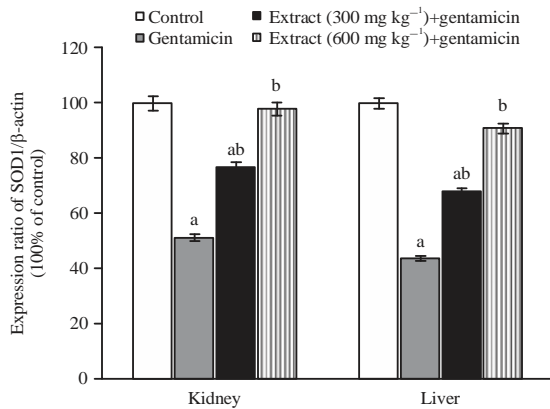 Control
Extract (300 mg kg⁻¹)+gentamicin
Gentamicin
Extract (600 mg kg⁻¹)+gentamicin
Expression ratio of SOD1/β-actin
(100% of control)
120
100
80
60
40
20
0
a
ab
b
a
ab
b
Kidney
Liver